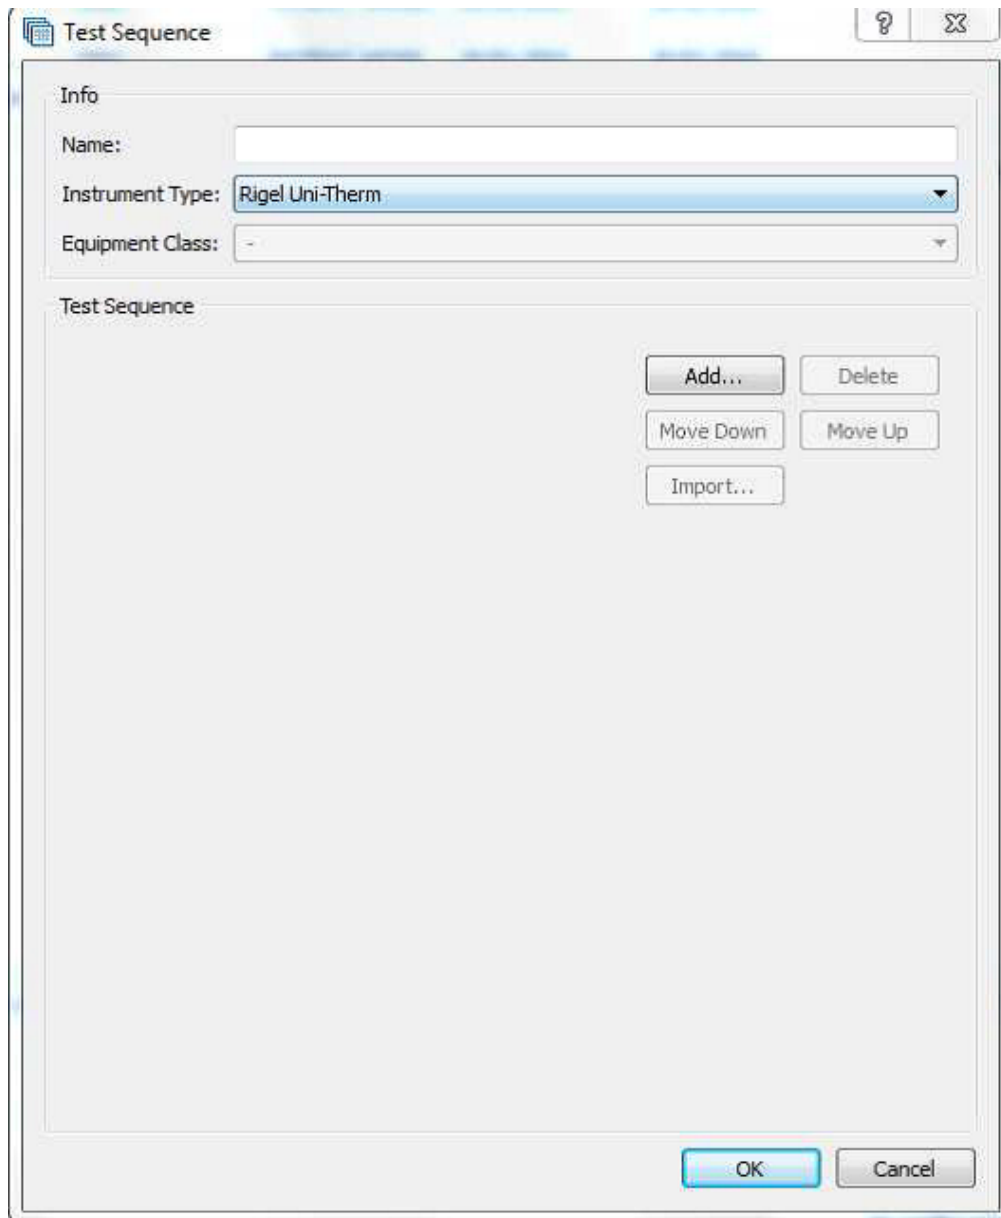 Test Sequence
Info
Name:
Instrument Type: Rigel Uni-Therm
Equipment Class: -
Test Sequence
Add... Delete
Move Down Move Up
Import...
OK Cancel